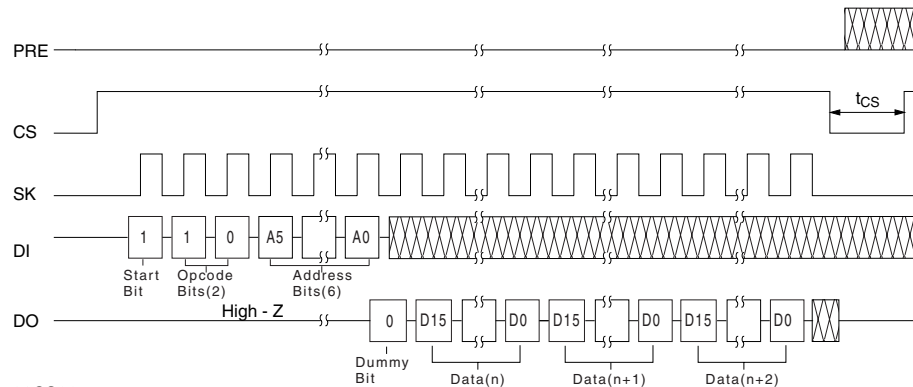 PRE
CS
tCS
SK
DI
1 1 0 A5 A0
Start Bit
Opcode Bits(2)
Address Bits(6)
High - Z
DO
0 D15 D0 D15 D0 D15 D0
Dummy Bit
Data(n)
Data(n+1)
Data(n+2)